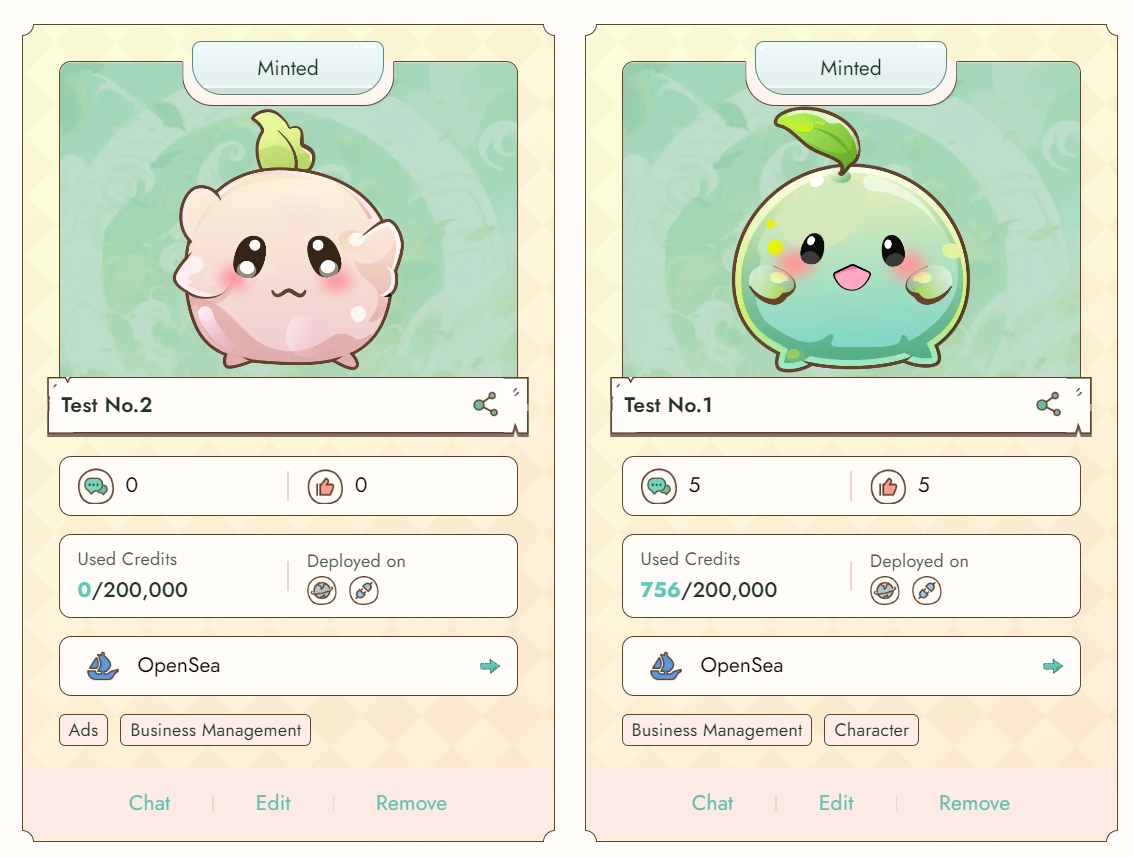 Minted
Test No.2
0
0
Used Credits
Deployed on
0/200,000
OpenSea
Ads
Business Management
Chat
Edit
Remove
Minted
Test No.1
5
5
Used Credits
Deployed on
756/200,000
OpenSea
Business Management
Character
Chat
Edit
Remove